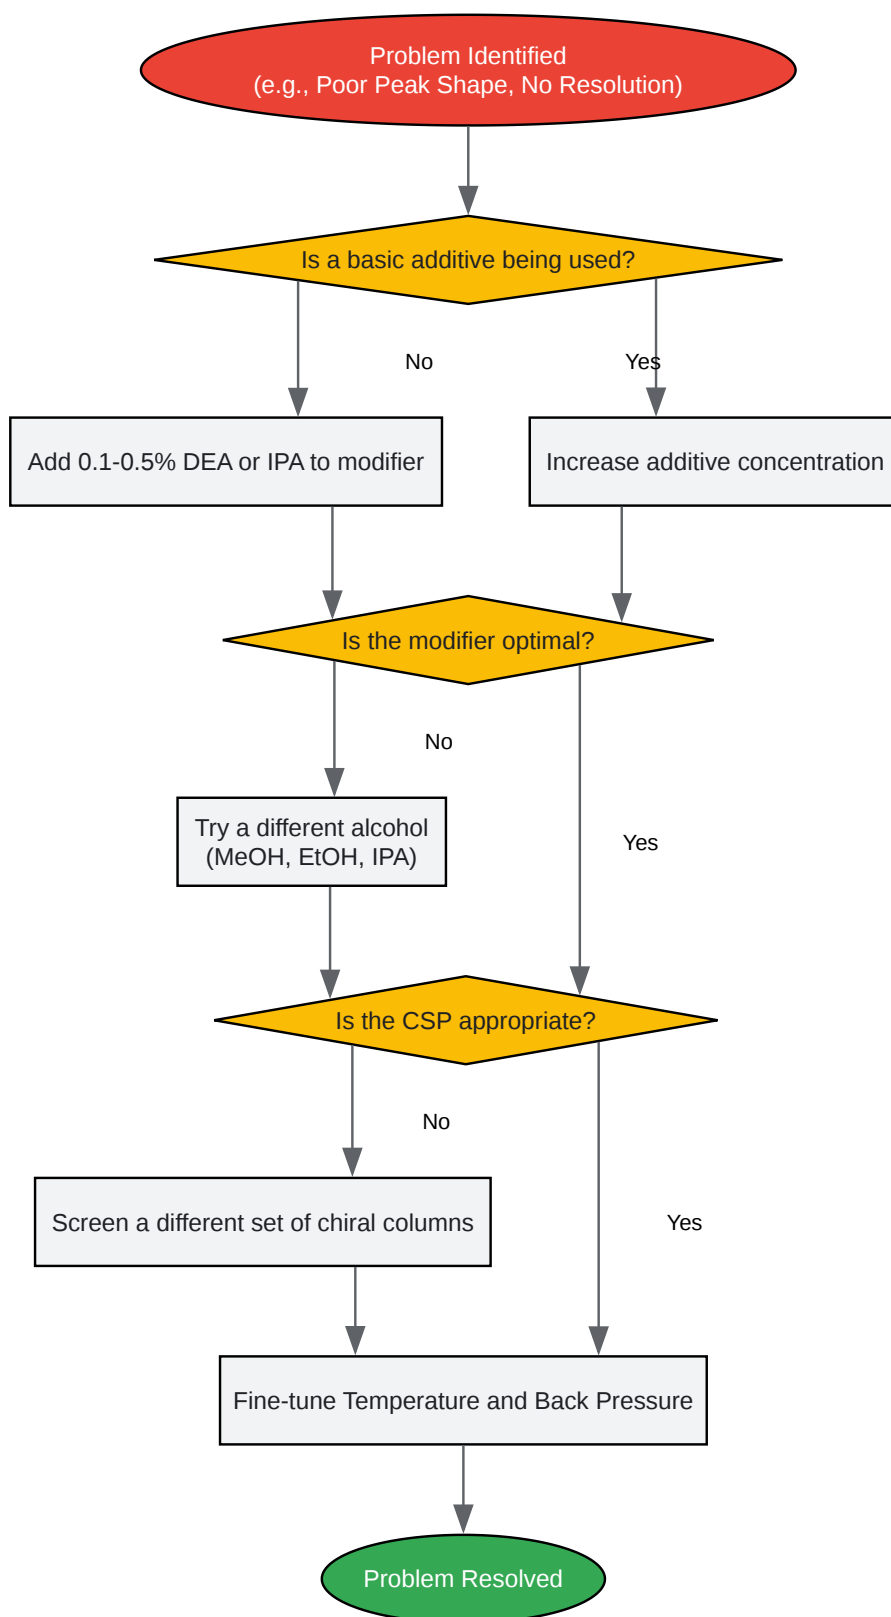 Problem Identified
(e.g., Poor Peak Shape, No Resolution)
Is a basic additive being used?
No
Yes
Add 0.1-0.5% DEA or IPA to modifier
Increase additive concentration
Is the modifier optimal?
No
Try a different alcohol
(MeOH, EtOH, IPA)
Yes
Is the CSP appropriate?
No
Screen a different set of chiral columns
Yes
Fine-tune Temperature and Back Pressure
Problem Resolved